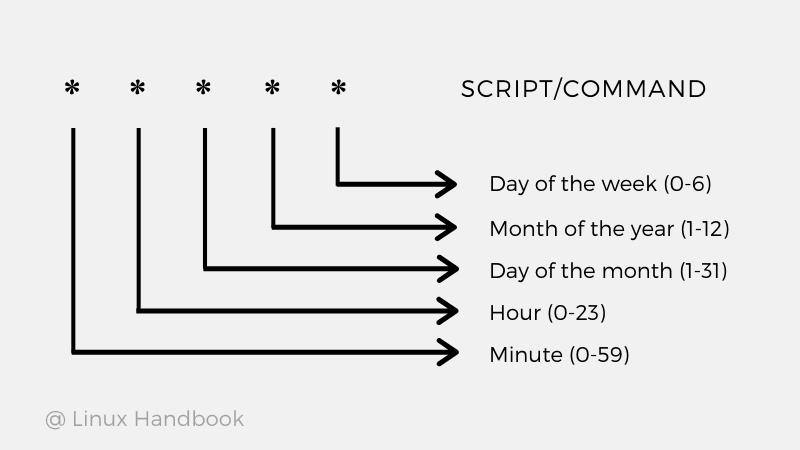 * * * * * SCRIPT/COMMAND
Day of the week (0-6)
Month of the year (1-12)
Day of the month (1-31)
Hour (0-23)
Minute (0-59)
@ Linux Handbook